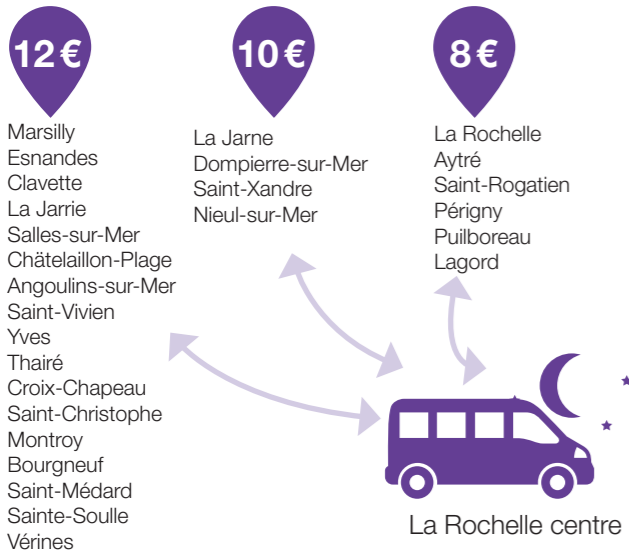 12 €
Marsilly
Esnandes
Clavette
La Jarrie
Salles-sur-Mer
Châtelaillon-Plage
Angoulins-sur-Mer
Saint-Vivien
Yves
Thairé
Croix-Chapeau
Saint-Christophe
Montroy
Bourgneuf
Saint-Médard
Sainte-Soulle
Vérines
10 €
La Jarne
Dompierre-sur-Mer
Saint-Xandre
Nieul-sur-Mer
8 €
La Rochelle
Aytré
Saint-Rogatien
Périgny
Puilboreau
Lagord
La Rochelle centre